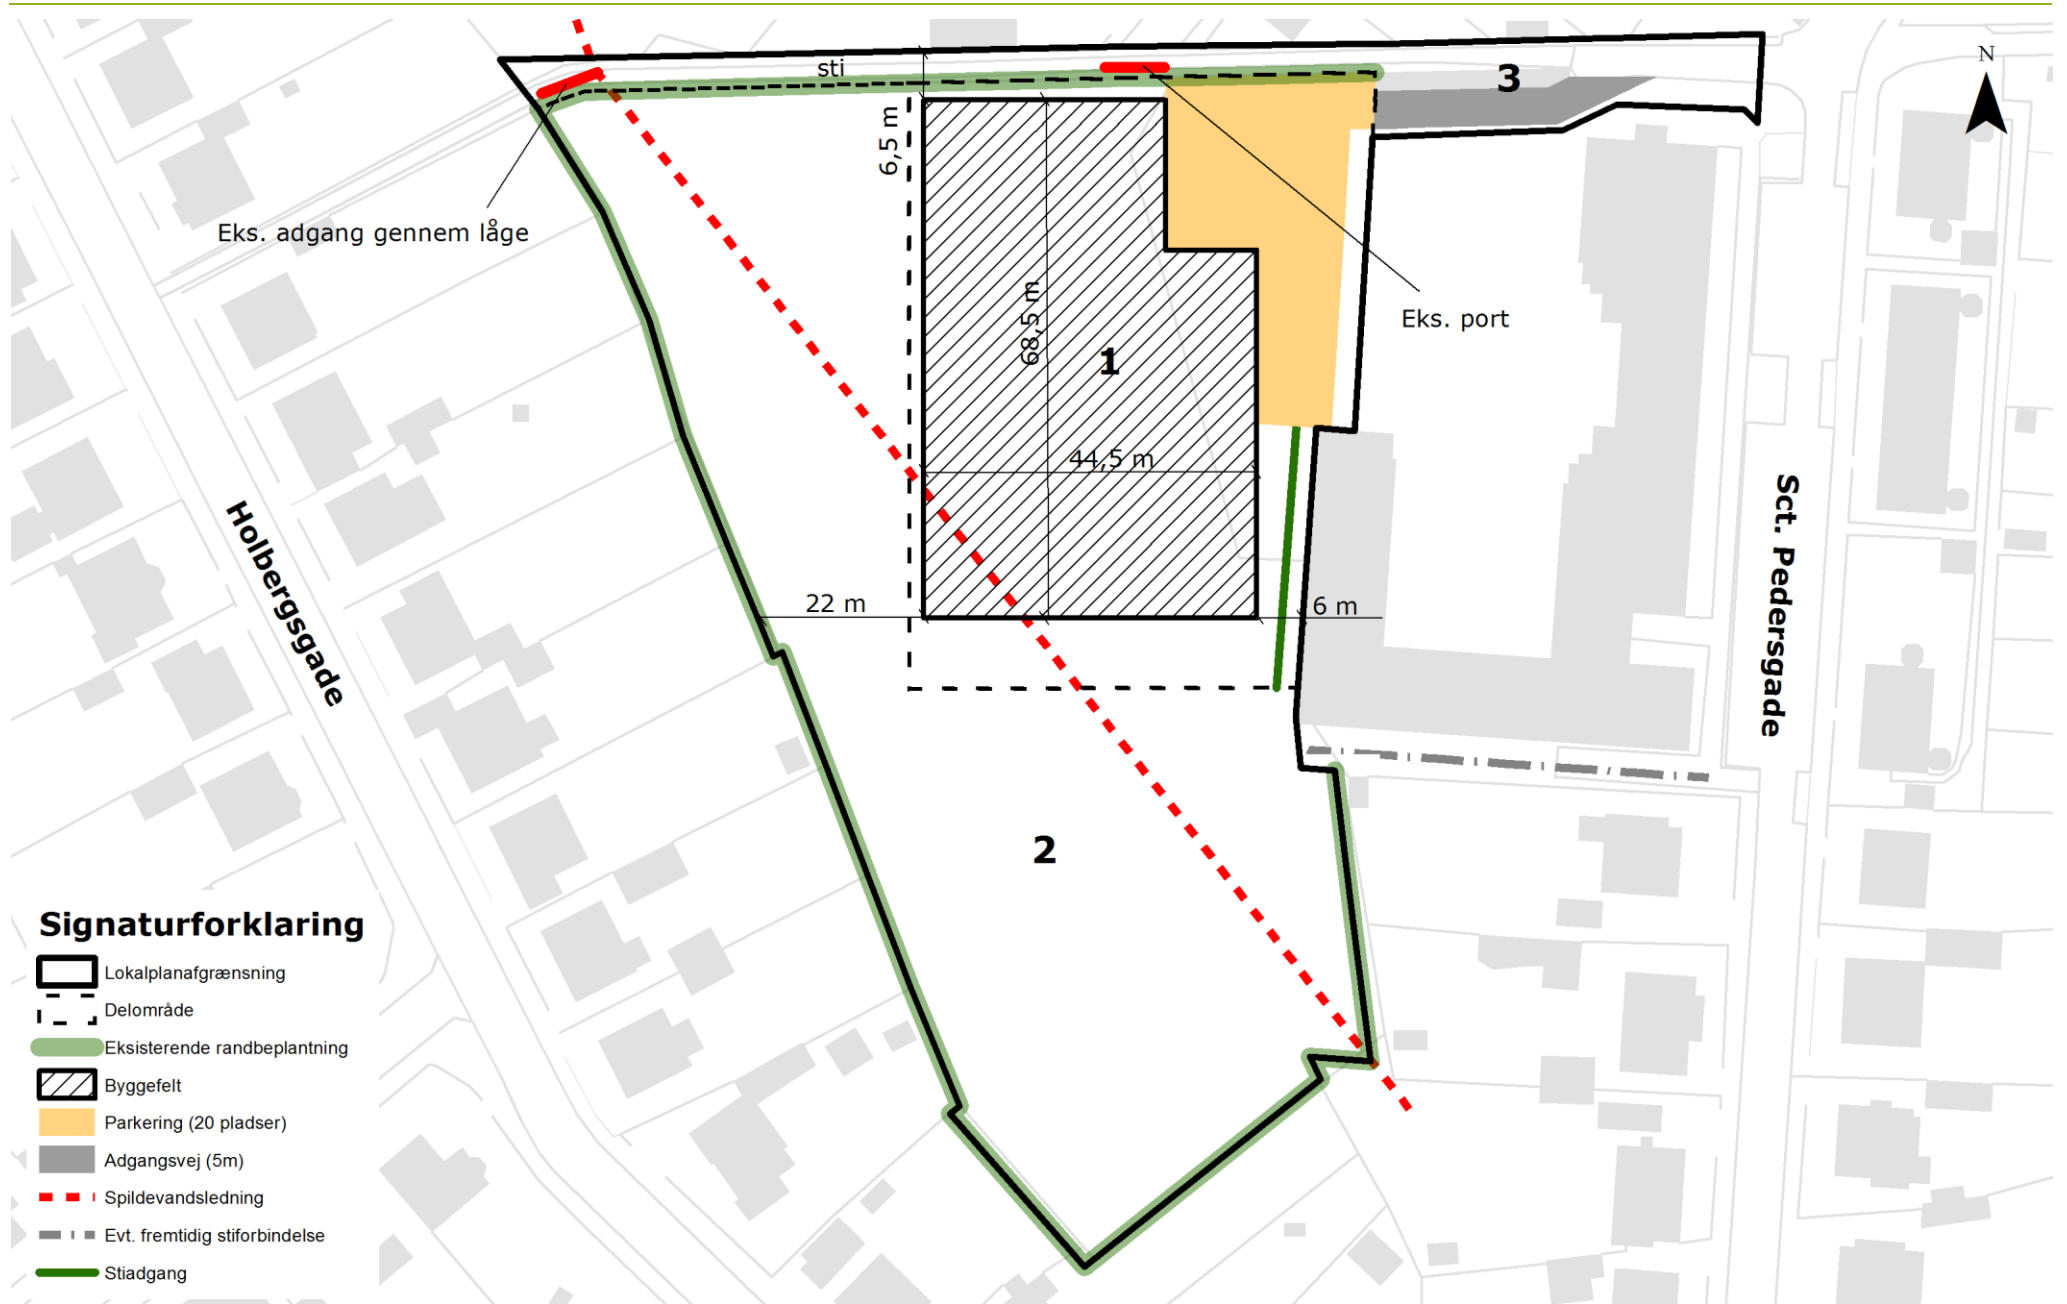 N
sti
3
6,5 m
Eks. adgang gennem låge
68,5 m
Eks. port
1
44,5 m
Holbergsgade
Sct. Pedersgade
22 m
6 m
2
Signaturforklaring
Lokalplanafgrænsning
Delområde
Eksisterende randbeplantning
Byggefelt
Parkering (20 pladser)
Adgangsvej (5m)
Spildevandsledning
Evt. fremtidig stiforbindelse
Stiadgang